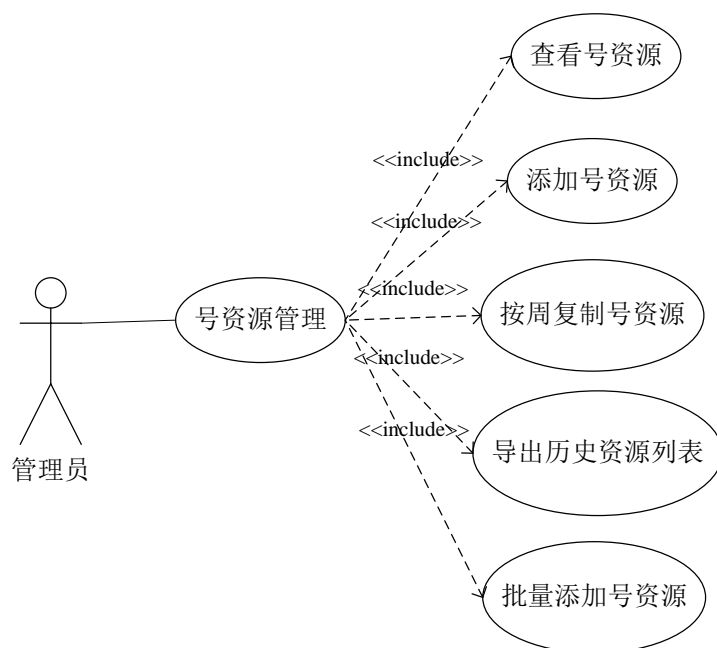 查看号资源
<<include>>
添加号资源
<<include>>
<<include>>
号资源管理
按周复制号资源
<<include>>
<<include>>
导出历史资源列表
管理员
批量添加号资源